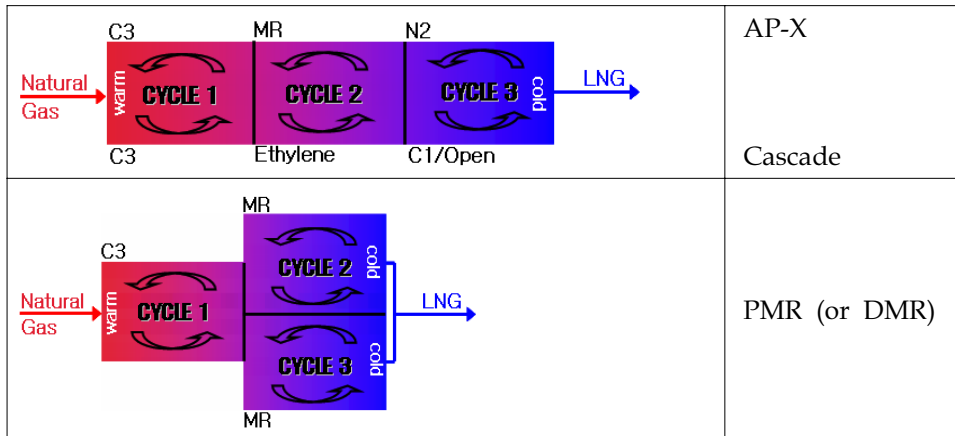 C3 MR N2
AP-X
Natural
Gas
warm
CYCLE 1
CYCLE 2
CYCLE 3
cold
LNG
C3 Ethylene C1/Open
Cascade
MR
C3
CYCLE 2
cold
Natural
Gas
warm
CYCLE 1
LNG
PMR (or DMR)
CYCLE 3
cold
MR